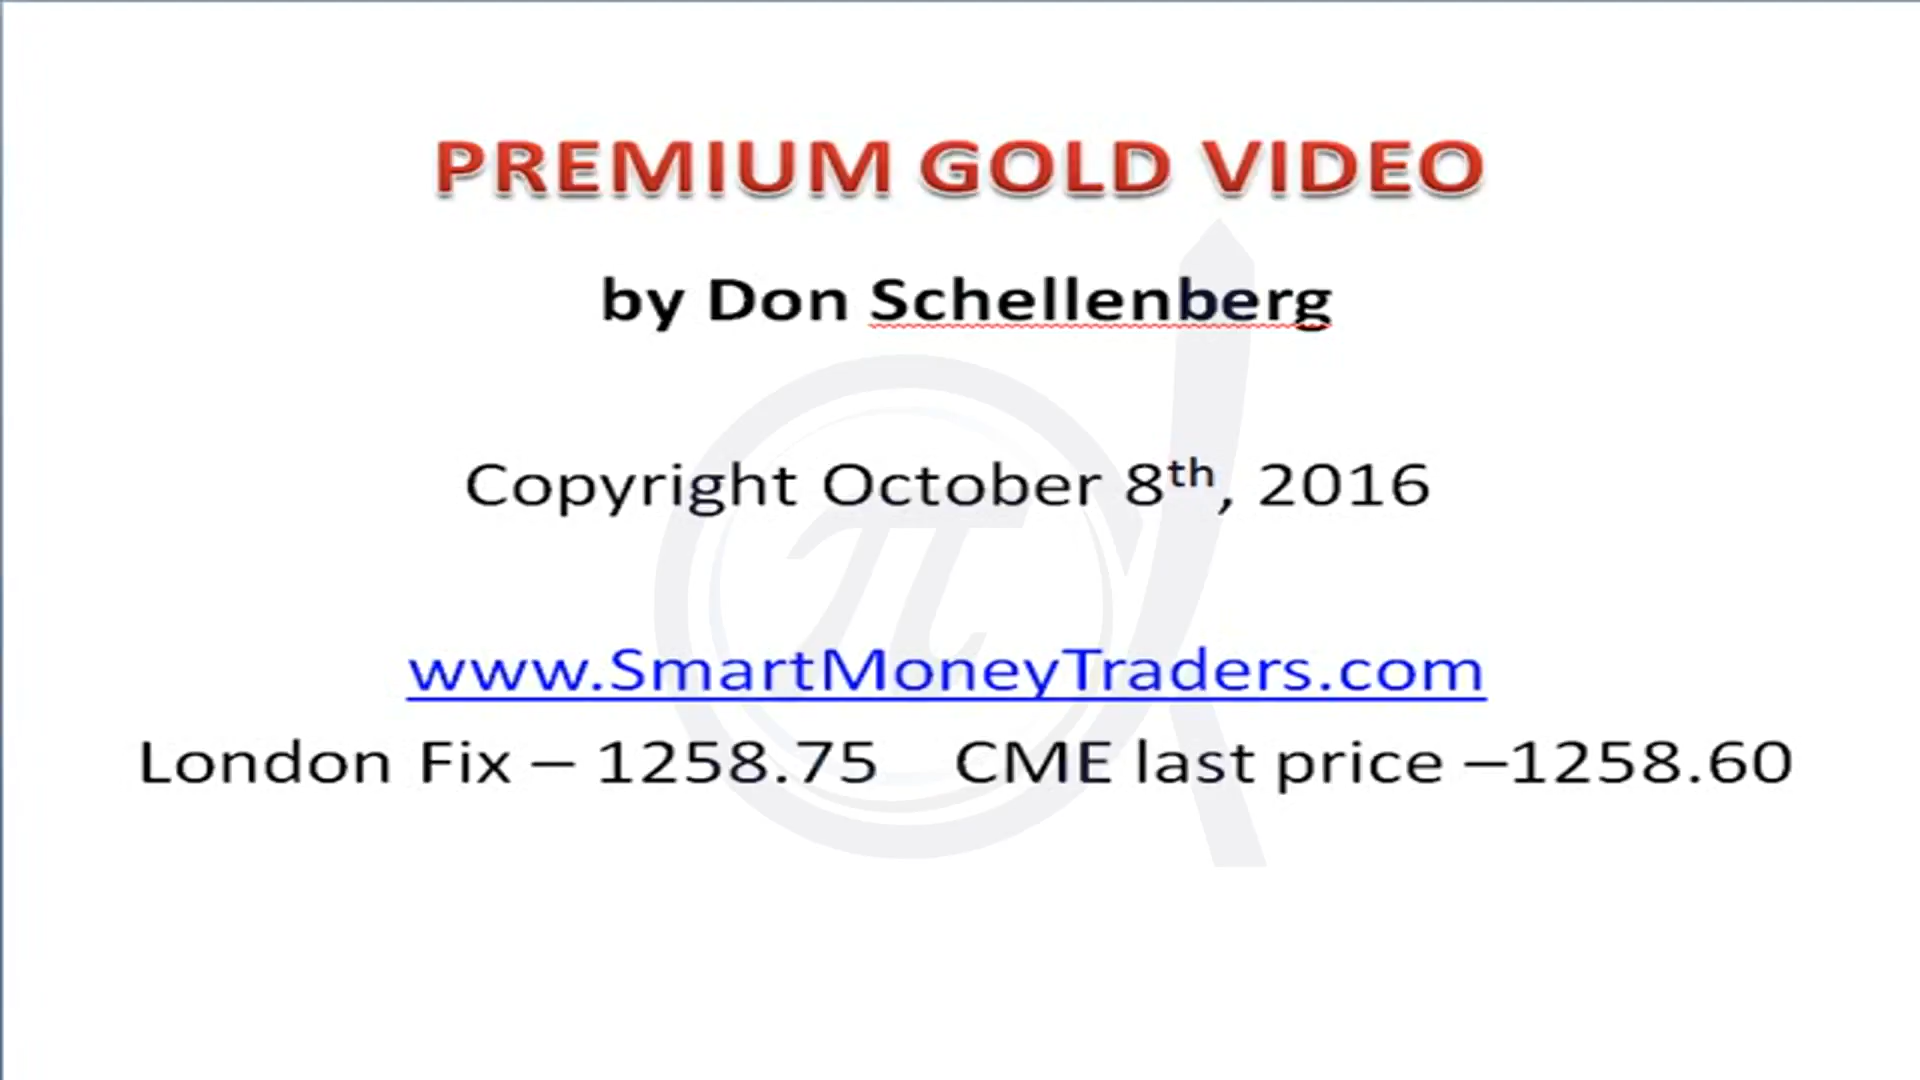 PREMIUM GOLD VIDEO
by Don Schellenberg
Copyright October 8th, 2016
www.SmartMoneyTraders.com
London Fix – 1258.75 CME last price –1258.60
π